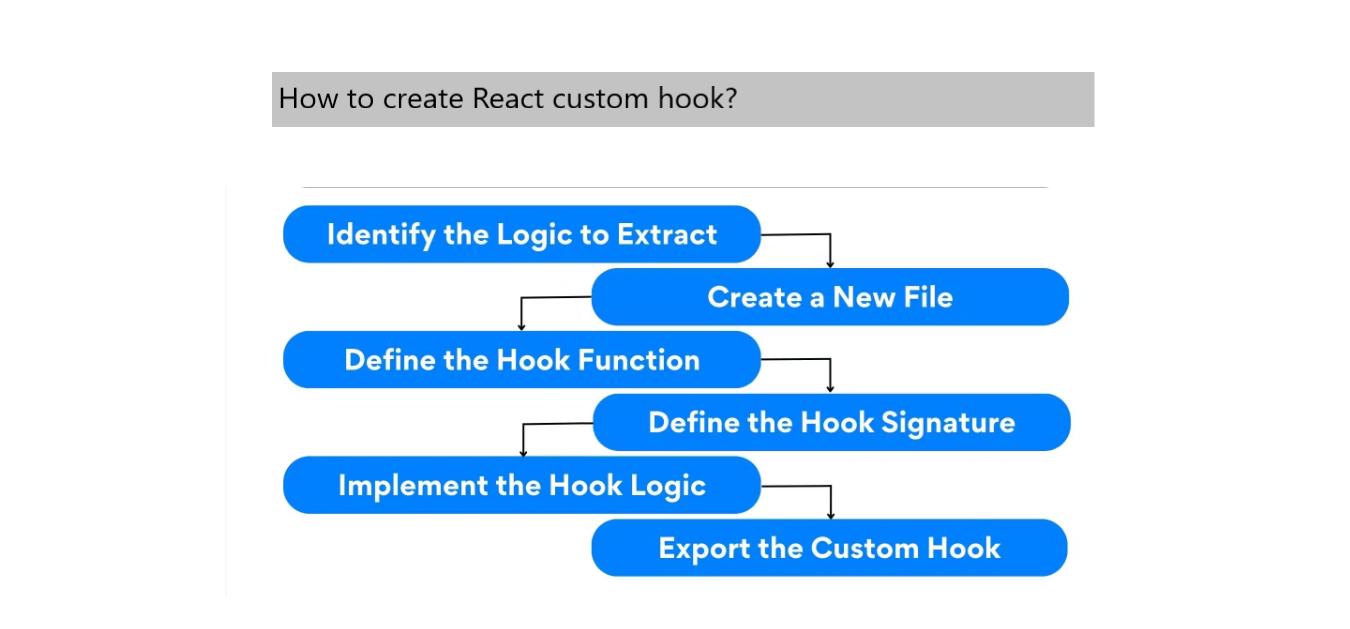 How to create React custom hook?
Identify the Logic to Extract
Create a New File
Define the Hook Function
Define the Hook Signature
Implement the Hook Logic
Export the Custom Hook